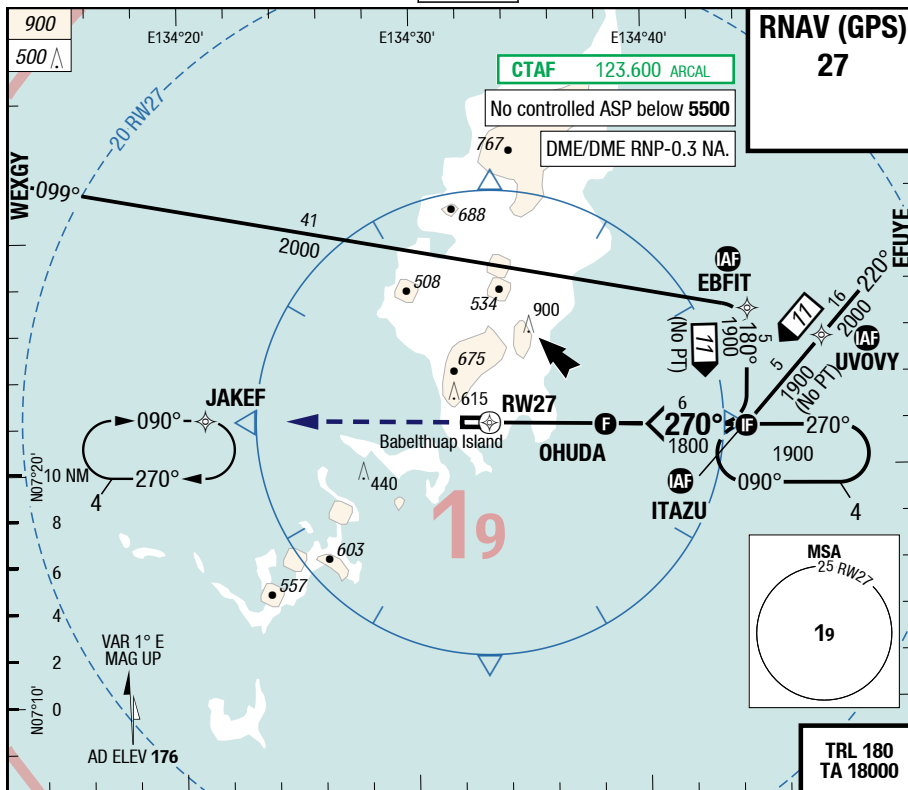 900
500
E134°20'
E134°30'
E134°40'
RNAV (GPS)
27
CTAF 123.600 ARCAL
No controlled ASP below 5500
DME/DME RNP-0.3 NA.
20 RW27
WEXGY
099°
41
2000
767
688
508
534
900
675
615
EFUYE
220°
16
2000
IAF
EBFIT
11
(No PT)
5
180°
1900
11
IAF
UVOVY
5
1900
(No PT)
JAKEF
090°
270°
4
RW27
Babelthuap Island
F
OHUDA
6
270°
1800
IF
270°
1900
090°
4
IAF
ITAZU
440
19
603
557
N07°20'
10 NM
8
6
4
2
0
N07°10'
VAR 1° E
MAG UP
AD ELEV 176
MSA
25 RW27
19
TRL 180
TA 18000